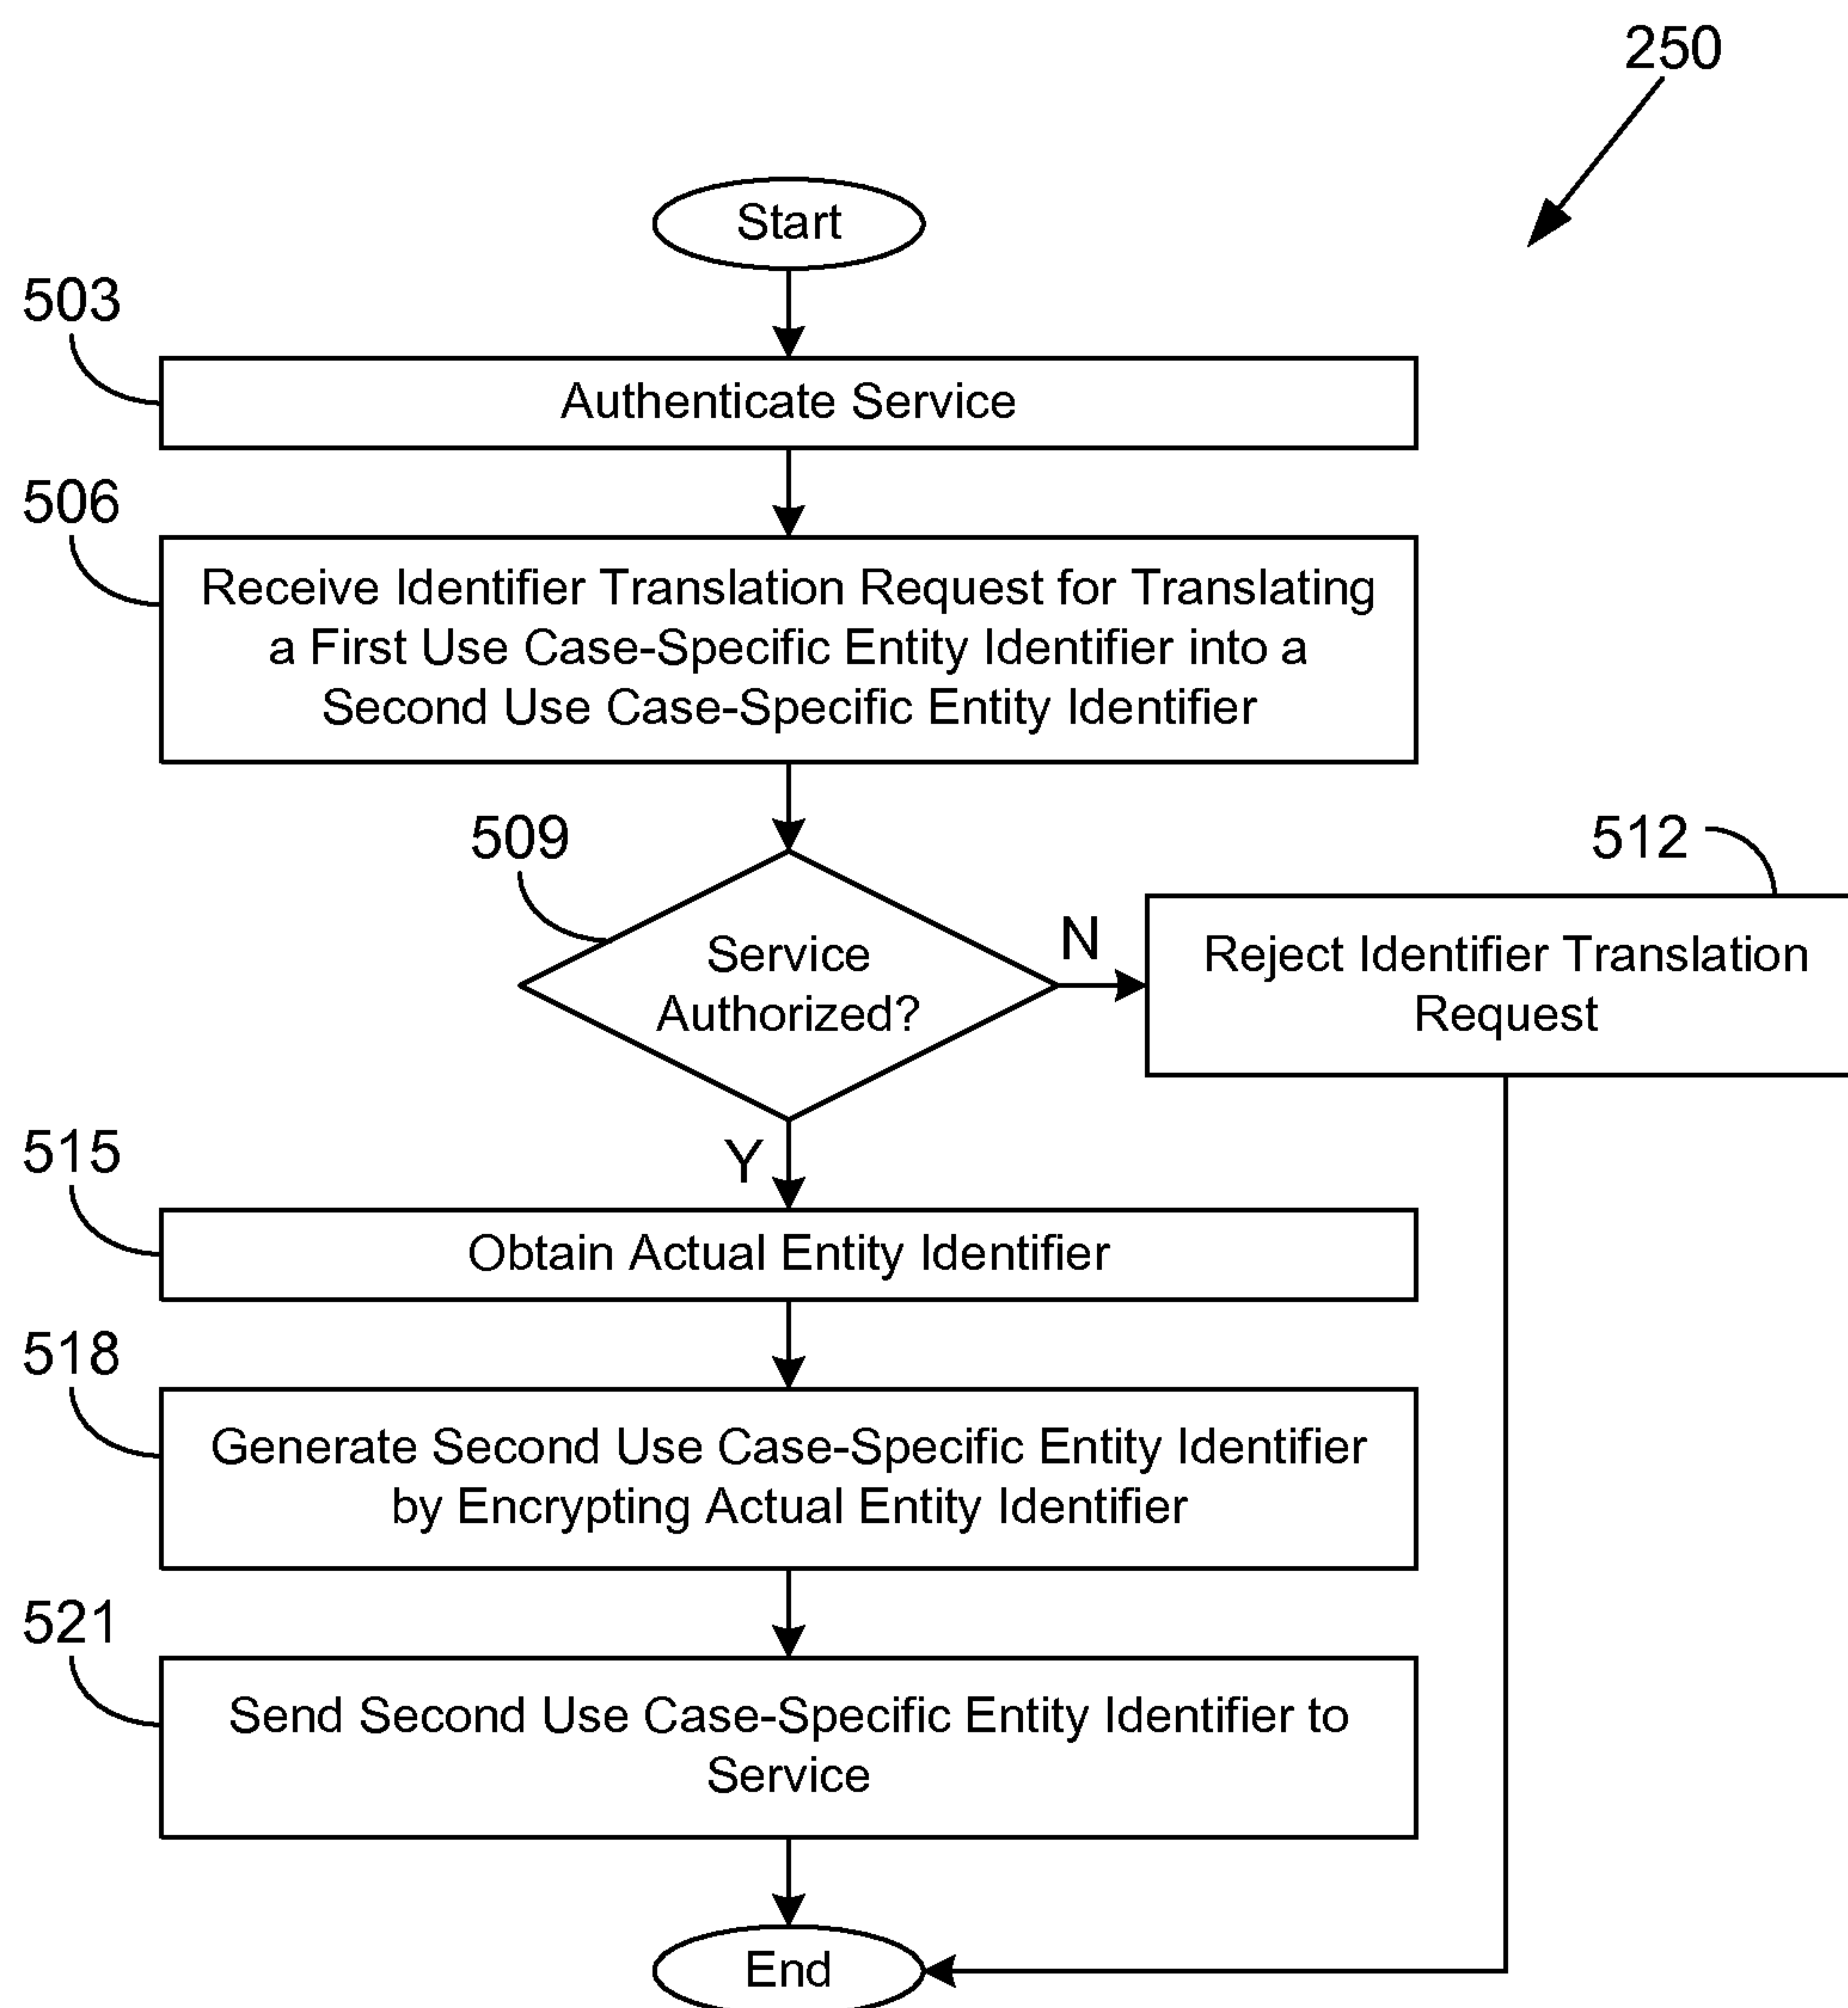 250
Start
503
Authenticate Service
506
Receive Identifier Translation Request for Translating
a First Use Case-Specific Entity Identifier into a
Second Use Case-Specific Entity Identifier
509
Service
Authorized?
N
512
Reject Identifier Translation
Request
Y
515
Obtain Actual Entity Identifier
518
Generate Second Use Case-Specific Entity Identifier
by Encrypting Actual Entity Identifier
521
Send Second Use Case-Specific Entity Identifier to
Service
End